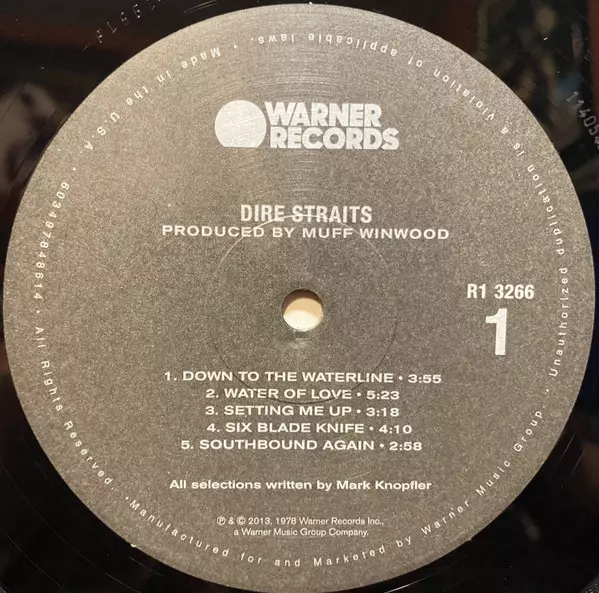 WARNER
RECORDS
DIRE STRAITS
PRODUCED BY MUFF WINWOOD
R1 3266
1
1. DOWN TO THE WATERLINE • 3:55
2. WATER OF LOVE • 5:23
3. SETTING ME UP • 3:18
4. SIX BLADE KNIFE • 4:10
5. SOUTHBOUND AGAIN • 2:58
All selections written by Mark Knopfler
℗ & © 2013, 1978 Warner Records Inc.,
a Warner Music Group Company.
Made in the U.S.A. • 603497848614 • All Rights Reserved. • Manufactured for and Marketed by Warner Music Group. • Unauthorized duplication is a violation of applicable laws. •